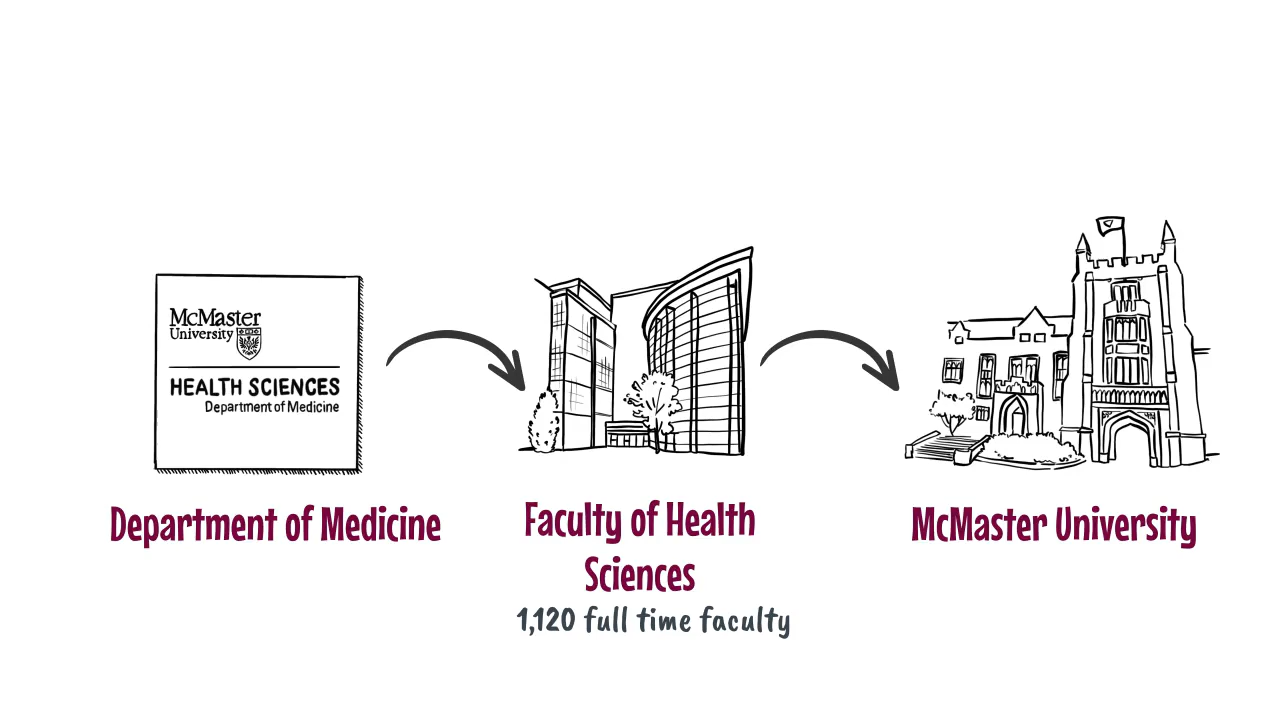 McMaster
University
HEALTH SCIENCES
Department of Medicine
Department of Medicine
Faculty of Health
Sciences
1,120 full time faculty
McMaster University